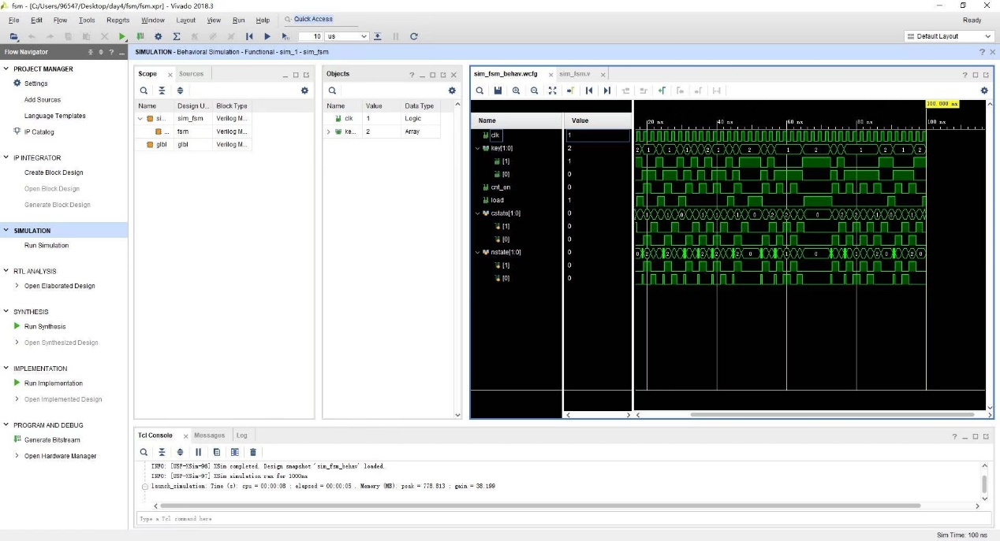 fsm - [C:/Users/96547/Desktop/day4/fsm/fsm.xpr] - Vivado 2018.3
File Edit Flow Tools Reports Window Layout View Run Help Quick Access Ready
10 us Default Layout
Flow Navigator
SIMULATION - Behavioral Simulation - Functional - sim_1 - sim_fsm
PROJECT MANAGER
Settings
Add Sources
Language Templates
IP Catalog
IP INTEGRATOR
Create Block Design
Open Block Design
Generate Block Design
SIMULATION
Run Simulation
RTL ANALYSIS
Open Elaborated Design
SYNTHESIS
Run Synthesis
Open Synthesized Design
IMPLEMENTATION
Run Implementation
Open Implemented Design
PROGRAM AND DEBUG
Generate Bitstream
Open Hardware Manager
Scope Sources
Name Design U... Block Type
si... sim_fsm Verilog M...
... fsm Verilog M...
glbl glbl Verilog M...
Objects
Name Value Data Type
clk 1 Logic
ke... 2 Array
sim_fsm_behav.wcfg sim_fsm.v
100.000 ns
Name Value
20 ns 40 ns 60 ns 80 ns 100 ns
clk 1
key[1:0] 2
[1] 1
[0] 0
cnt_en 0
load 1
cstate[1:0] 0
[1] 0
[0] 0
nstate[1:0] 0
[1] 0
[0] 0
Tcl Console Messages Log
INFO: [USF-XSim-96] XSim completed. Design snapshot 'sim_fsm_behav' loaded.
INFO: [USF-XSim-97] XSim simulation ran for 1000ns
launch_simulation: Time (s): cpu = 00:00:08 ; elapsed = 00:00:05 . Memory (MB): peak = 778.813 ; gain = 38.199
Type a Tcl command here
Sim Time: 100 ns